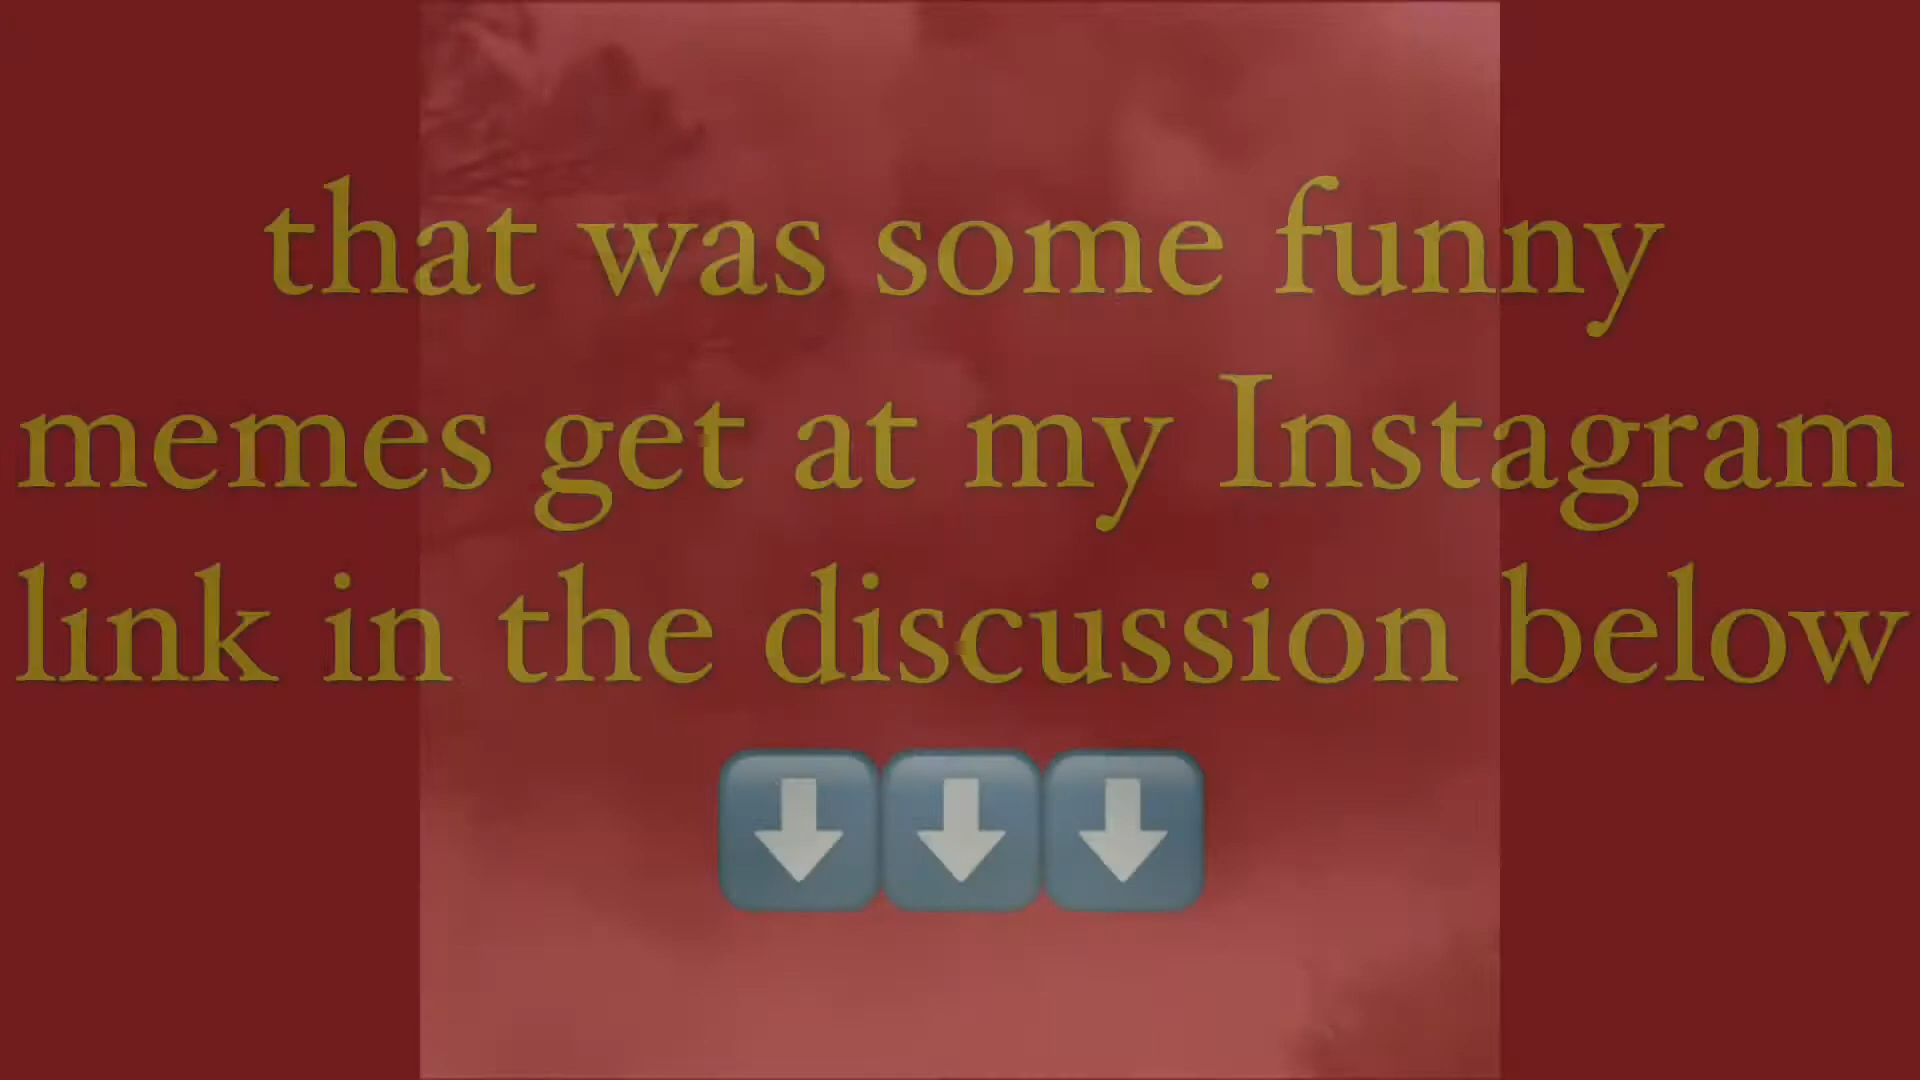 that was some funny
memes get at my Instagram
link in the discussion below
⬇️⬇️⬇️